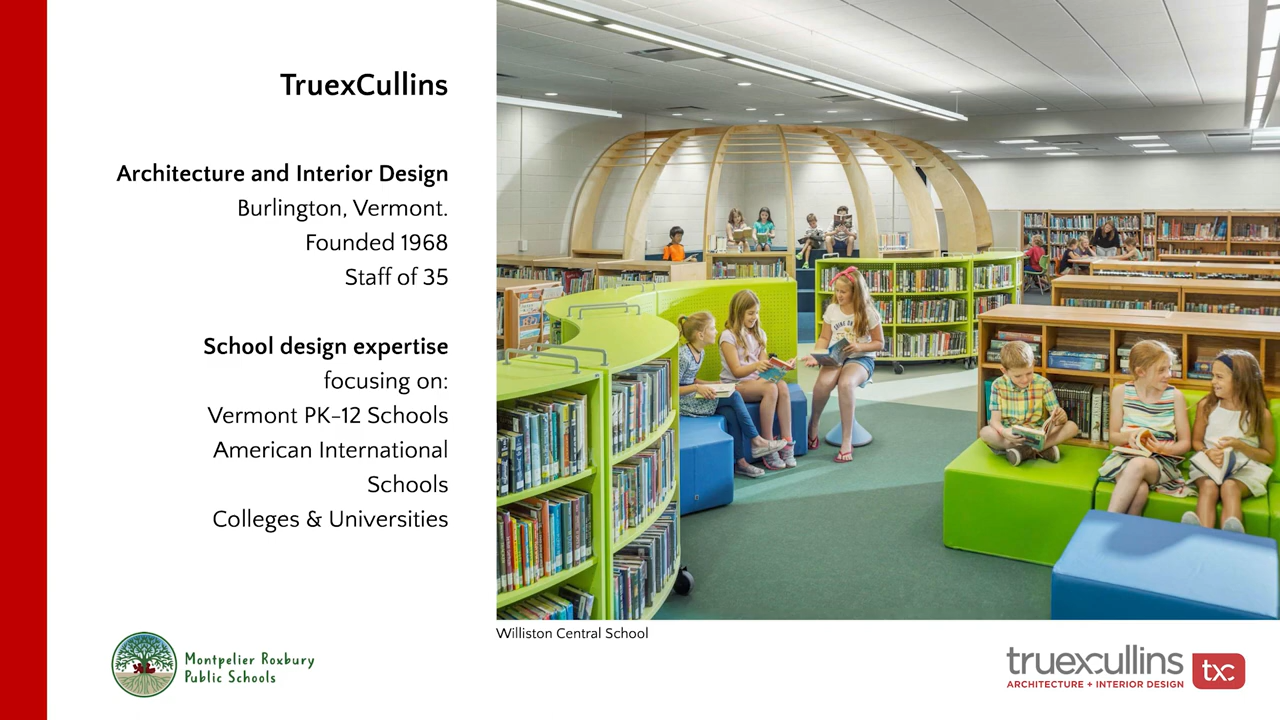 TruexCullins
Architecture and Interior Design
Burlington, Vermont.
Founded 1968
Staff of 35
School design expertise
focusing on:
Vermont PK-12 Schools
American International
Schools
Colleges & Universities
Williston Central School
Montpelier Roxbury
Public Schools
truexcullins
ARCHITECTURE + INTERIOR DESIGN
txc